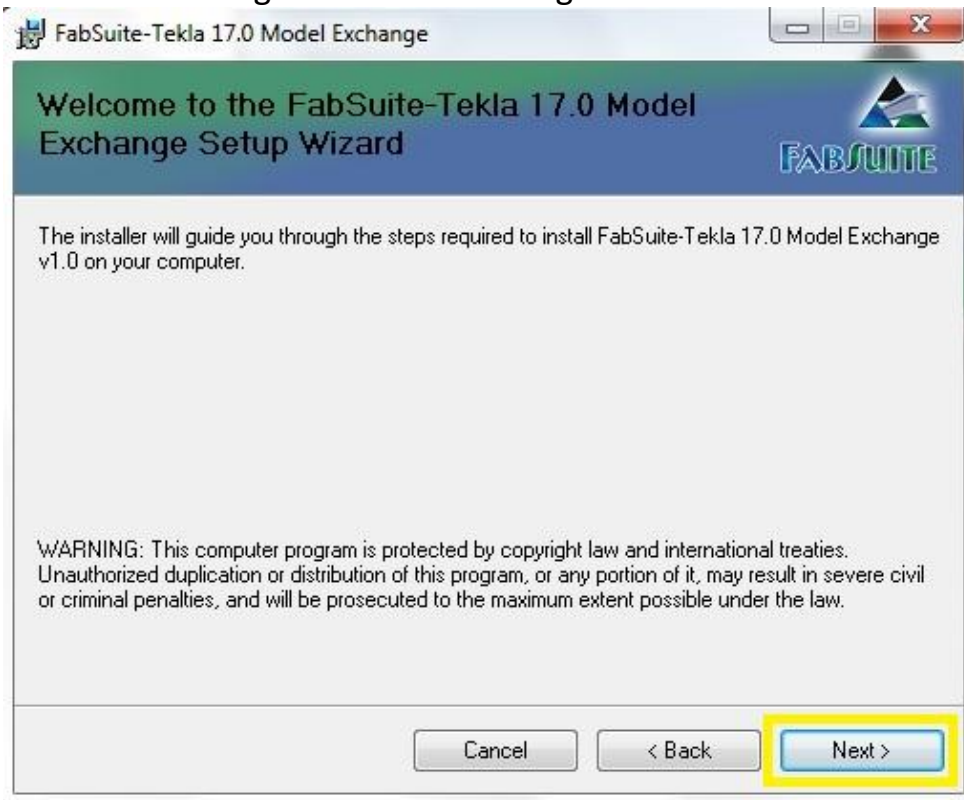 FabSuite-Tekla 17.0 Model Exchange
Welcome to the FabSuite-Tekla 17.0 Model
Exchange Setup Wizard
FABSUITE
The installer will guide you through the steps required to install FabSuite-Tekla 17.0 Model Exchange
v1.0 on your computer.
WARNING: This computer program is protected by copyright law and international treaties.
Unauthorized duplication or distribution of this program, or any portion of it, may result in severe civil
or criminal penalties, and will be prosecuted to the maximum extent possible under the law.
Cancel
< Back
Next >